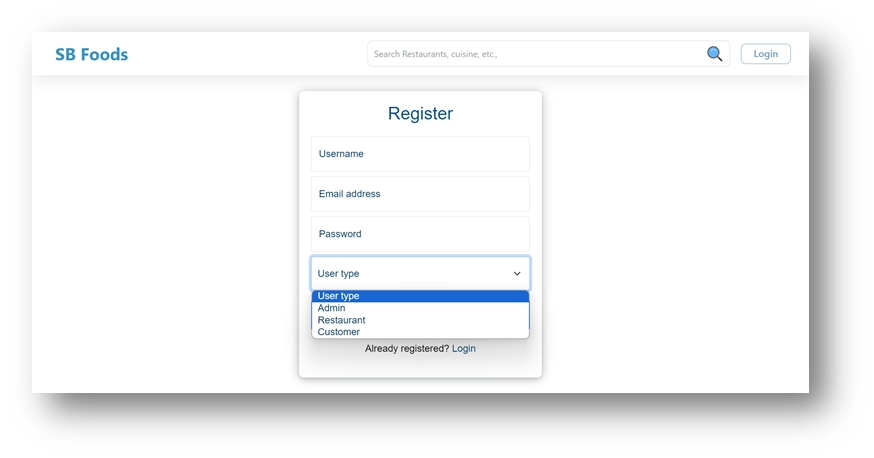 SB Foods
Search Restaurants, cuisine, etc.,
Login
Register
Username
Email address
Password
User type
User type
Admin
Restaurant
Customer
Already registered? Login